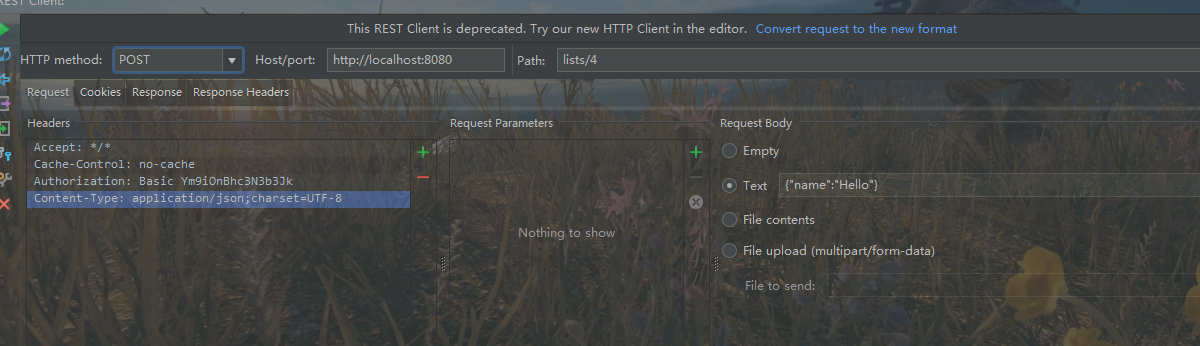 REST Client:
This REST Client is deprecated. Try our new HTTP Client in the editor. Convert request to the new format
HTTP method: POST Host/port: http://localhost:8080 Path: lists/4
Request Cookies Response Response Headers
Headers Request Parameters Request Body
Accept: */*
Cache-Control: no-cache
Authorization: Basic Ym9iOnBhc3N3b3Jk
Content-Type: application/json;charset=UTF-8
Nothing to show
Empty
Text {"name":"Hello"}
File contents
File upload (multipart/form-data)
File to send: